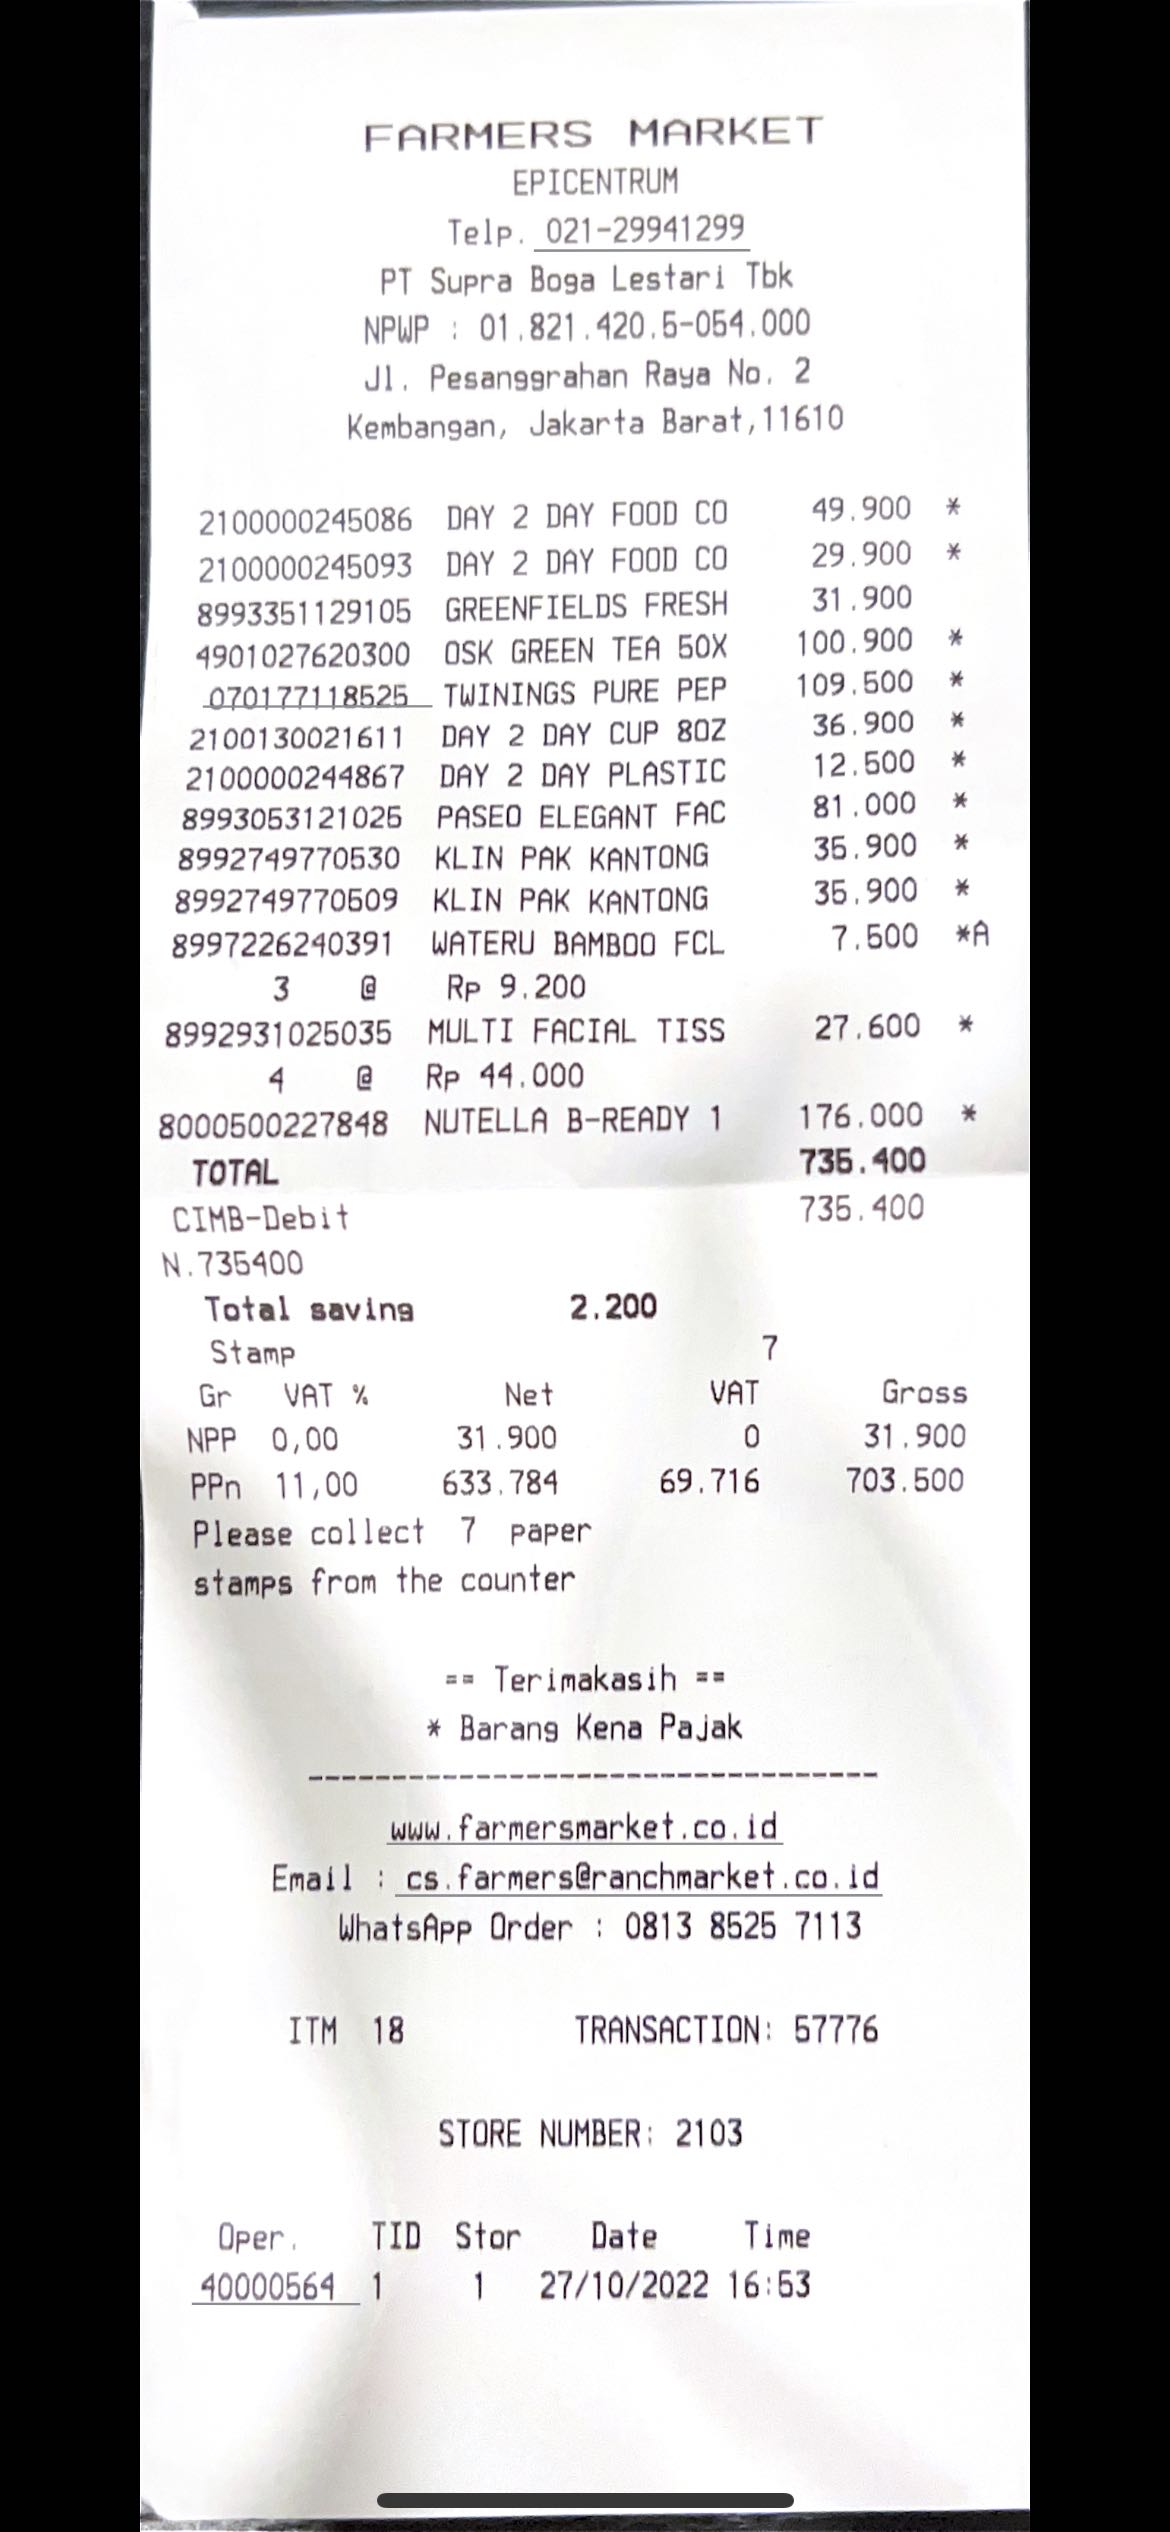 FARMERS MARKET
EPICENTRUM
Telp. 021-29941299
PT Supra Boga Lestari Tbk
NPWP : 01.821.420.5-054.000
Jl. Pesanggrahan Raya No. 2
Kembangan, Jakarta Barat,11610
2100000245086 DAY 2 DAY FOOD CO 49.900 *
2100000245093 DAY 2 DAY FOOD CO 29.900 *
8993351129105 GREENFIELDS FRESH 31.900
4901027620300 OSK GREEN TEA 50X 100.900 *
070177118525 TWININGS PURE PEP 109.500 *
2100130021611 DAY 2 DAY CUP 8OZ 36.900 *
2100000244867 DAY 2 DAY PLASTIC 12.500 *
8993053121025 PASEO ELEGANT FAC 81.000 *
8992749770530 KLIN PAK KANTONG 35.900 *
8992749770509 KLIN PAK KANTONG 35.900 *
8997226240391 WATERU BAMBOO FCL 7.500 *A
3 @ Rp 9.200
8992931025035 MULTI FACIAL TISS 27.600 *
4 @ Rp 44.000
8000500227848 NUTELLA B-READY 1 176.000 *
TOTAL 735.400
CIMB-Debit 735.400
N.735400
Total saving 2.200
Stamp 7
Gr VAT % Net VAT Gross
NPP 0,00 31.900 0 31.900
PPn 11,00 633.784 69.716 703.500
Please collect 7 paper
stamps from the counter
== Terimakasih ==
* Barang Kena Pajak
----------------------------------
www.farmersmarket.co.id
Email : cs.farmers@ranchmarket.co.id
WhatsApp Order : 0813 8525 7113
ITM 18 TRANSACTION: 57776
STORE NUMBER: 2103
Oper. TID Stor Date Time
40000564 1 1 27/10/2022 16:53